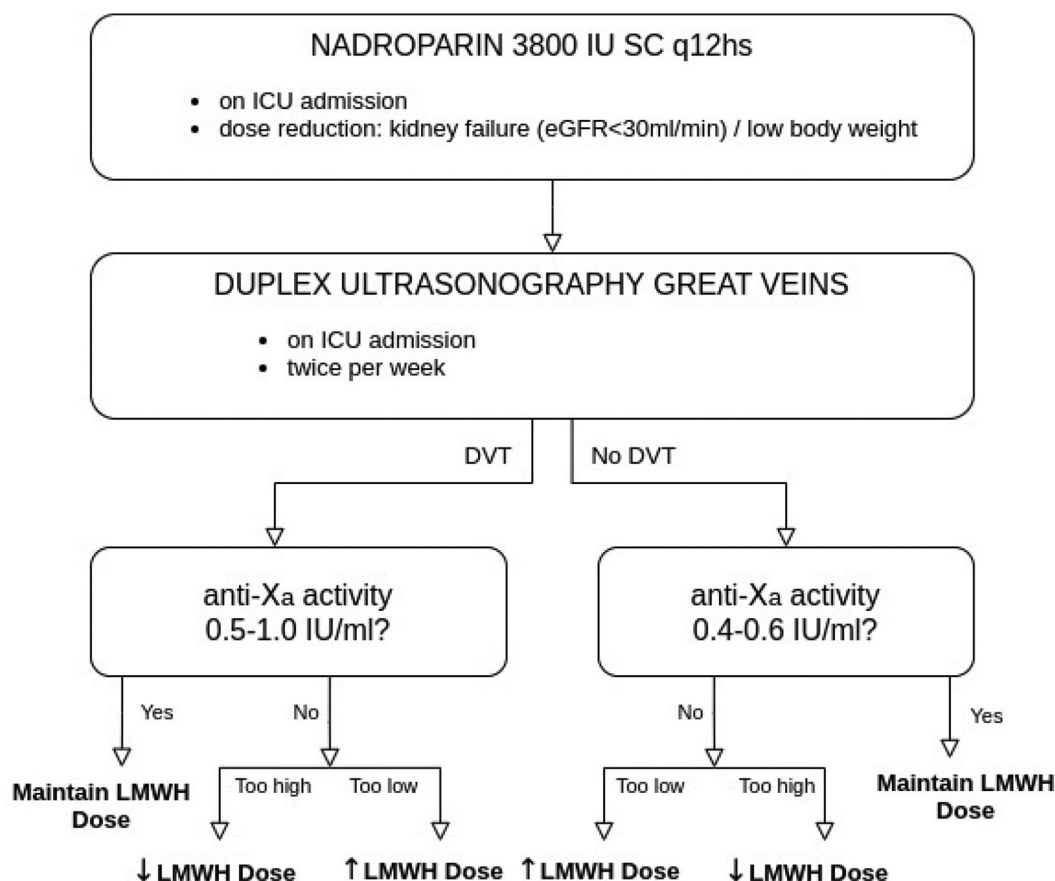 NADROPARIN 3800 IU SC q12hs
• on ICU admission
• dose reduction: kidney failure (eGFR<30ml/min) / low body weight
DUPLEX ULTRASONOGRAPHY GREAT VEINS
• on ICU admission
• twice per week
DVT
No DVT
anti-Xa activity
0.5-1.0 IU/ml?
anti-Xa activity
0.4-0.6 IU/ml?
Yes
No
No
Yes
Maintain LMWH
Dose
Too high
Too low
Too low
Too high
Maintain LMWH
Dose
↓LMWH Dose
↑LMWH Dose
↑LMWH Dose
↓LMWH Dose